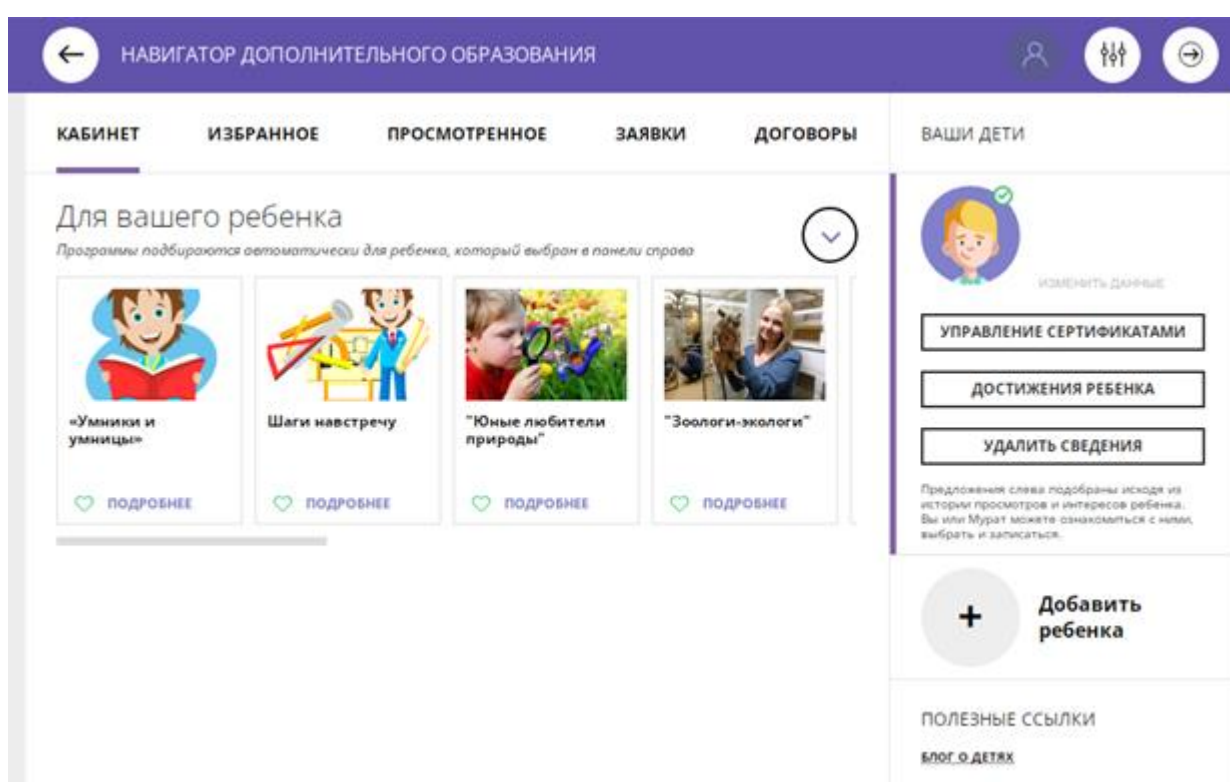 НАВИГАТОР ДОПОЛНИТЕЛЬНОГО ОБРАЗОВАНИЯ
КАБИНЕТ ИЗБРАННОЕ ПРОСМОТРЕННОЕ ЗАЯВКИ ДОГОВОРЫ
Для вашего ребенка
Программы подбираются автоматически для ребенка, который выбран в панели справа
«Умники и
умницы»
ПОДРОБНЕЕ
Шаги навстречу
ПОДРОБНЕЕ
"Юные любители
природы"
ПОДРОБНЕЕ
"Зоологи-экологи"
ПОДРОБНЕЕ
ВАШИ ДЕТИ
ИЗМЕНИТЬ ДАННЫЕ
УПРАВЛЕНИЕ СЕРТИФИКАТАМИ
ДОСТИЖЕНИЯ РЕБЕНКА
УДАЛИТЬ СВЕДЕНИЯ
Предложения слева подобраны исходя из
истории просмотров и интересов ребенка.
Вы или Мурат можете ознакомиться с ними,
выбрать и записаться.
Добавить
ребенка
ПОЛЕЗНЫЕ ССЫЛКИ
БЛОГ О ДЕТЯХ